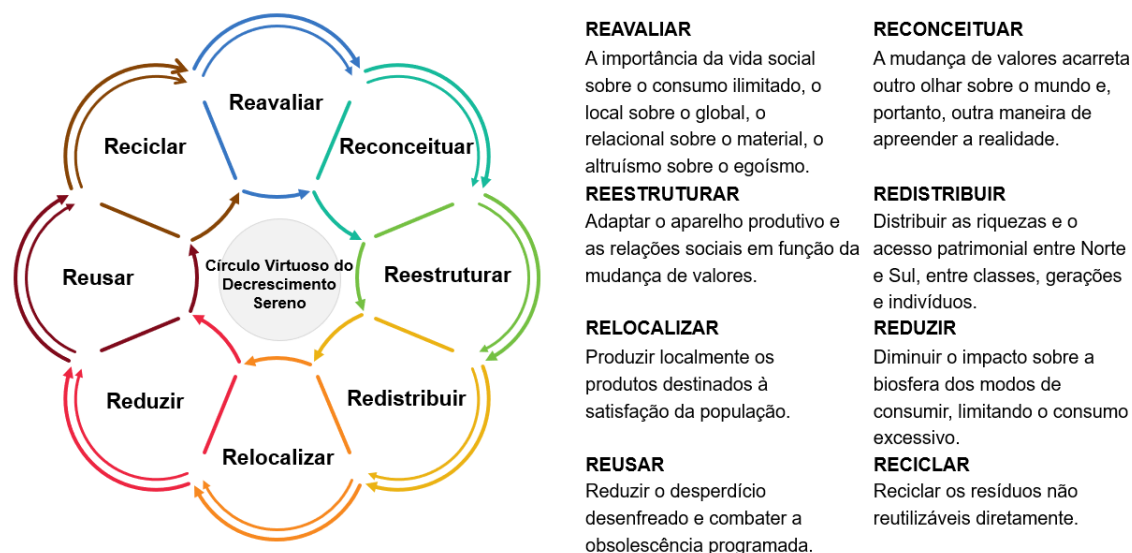 Reavaliar
Reconceituar
Reestruturar
Redistribuir
Relocalizar
Reduzir
Reusar
Reciclar
Círculo Virtuoso do
Decrescimento
Sereno
REAVALIAR
A importância da vida social
sobre o consumo ilimitado, o
local sobre o global, o
relacional sobre o material, o
altruísmo sobre o egoísmo.
RECONCEITUAR
A mudança de valores acarreta
outro olhar sobre o mundo e,
portanto, outra maneira de
apreender a realidade.
REESTRUTURAR
Adaptar o aparelho produtivo e
as relações sociais em função da
mudança de valores.
REDISTRIBUIR
Distribuir as riquezas e o
acesso patrimonial entre Norte
e Sul, entre classes, gerações
e indivíduos.
RELOCALIZAR
Produzir localmente os
produtos destinados à
satisfação da população.
REDUZIR
Diminuir o impacto sobre a
biosfera dos modos de
consumir, limitando o consumo
excessivo.
REUSAR
Reduzir o desperdício
desenfreado e combater a
obsolescência programada.
RECICLAR
Reciclar os resíduos não
reutilizáveis diretamente.